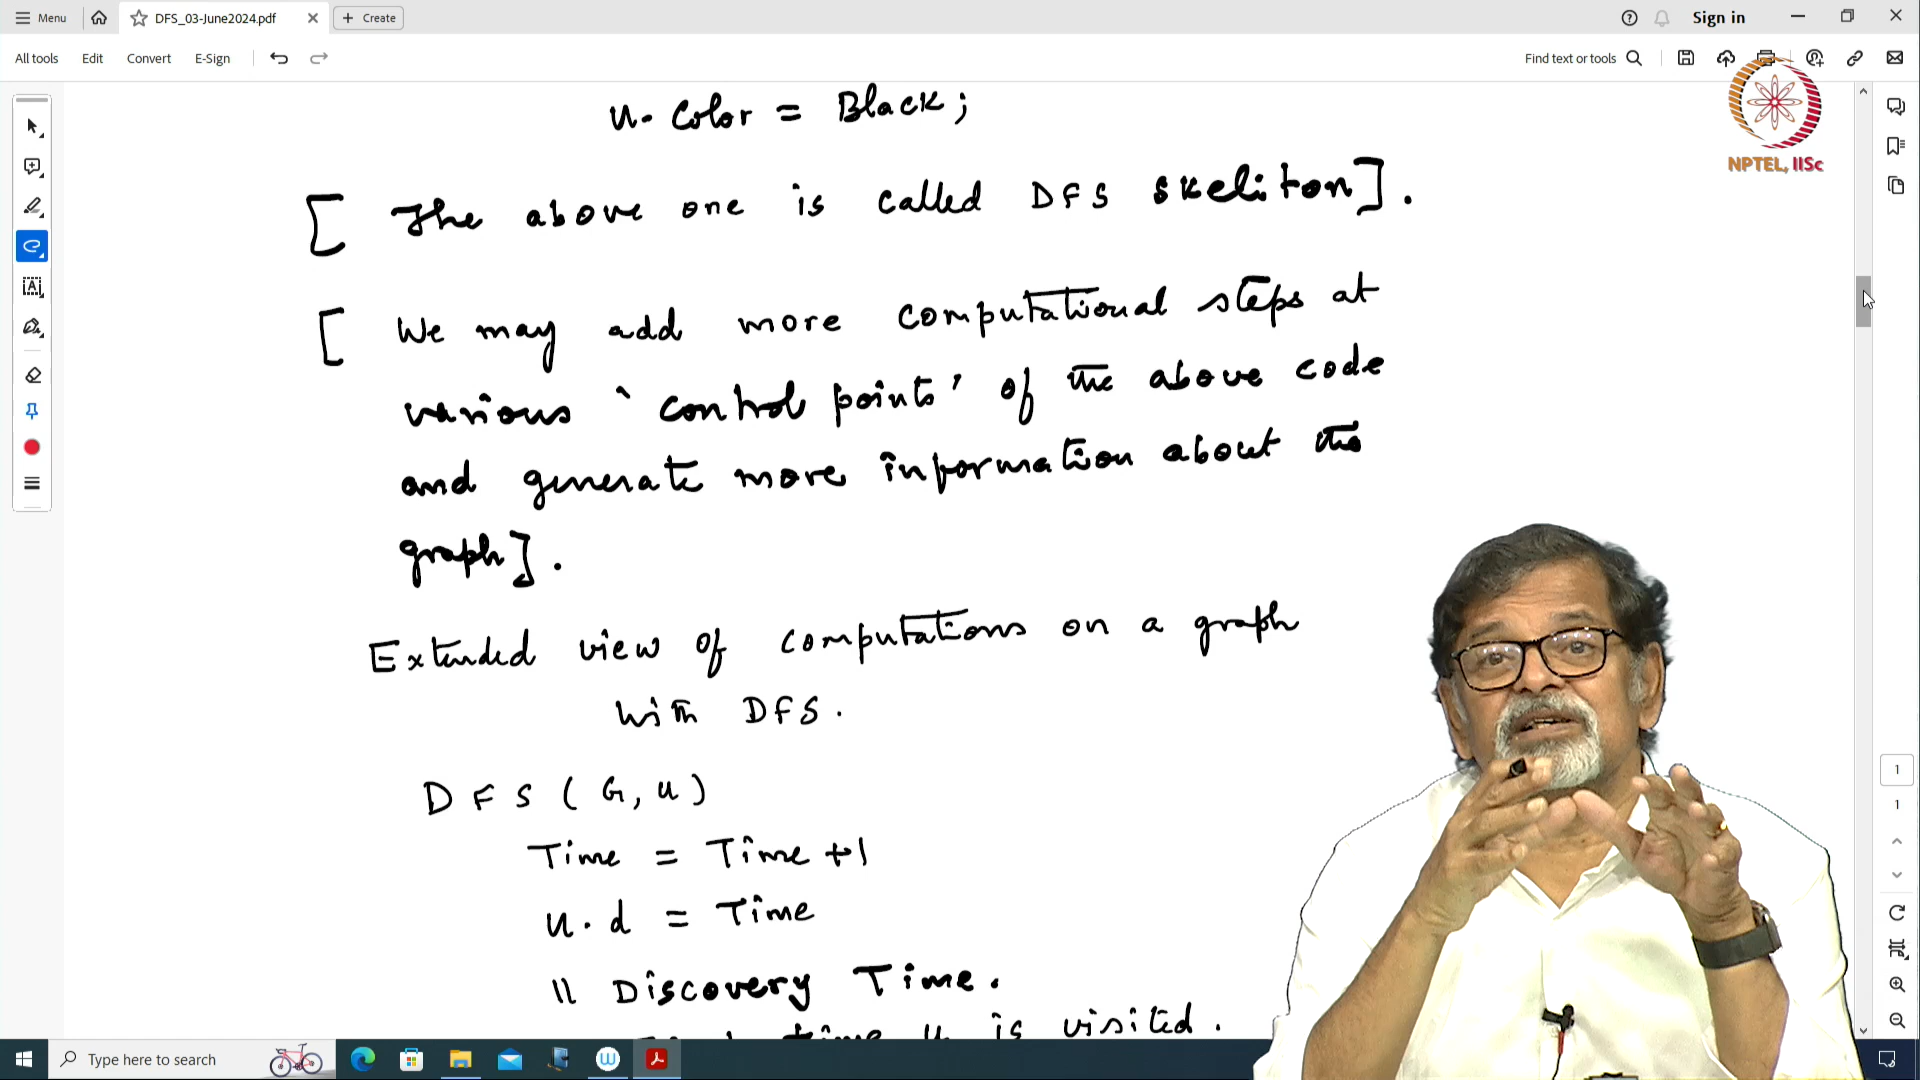 Menu
DFS_03-June2024.pdf
Create
Sign in
All tools
Edit
Convert
E-Sign
Find text or tools
NPTEL, IISc
u. Color = Black;
[ The above one is called DFS skeliton].
[ We may add more computational steps at
various ` control points' of the above code
and generate more information about the
graph].
Extended view of computations on a graph
with DFS.
DFS ( G, u )
Time = Time +1
u. d = Time
|| Discovery Time.
time u is visited.
1
1
Type here to search